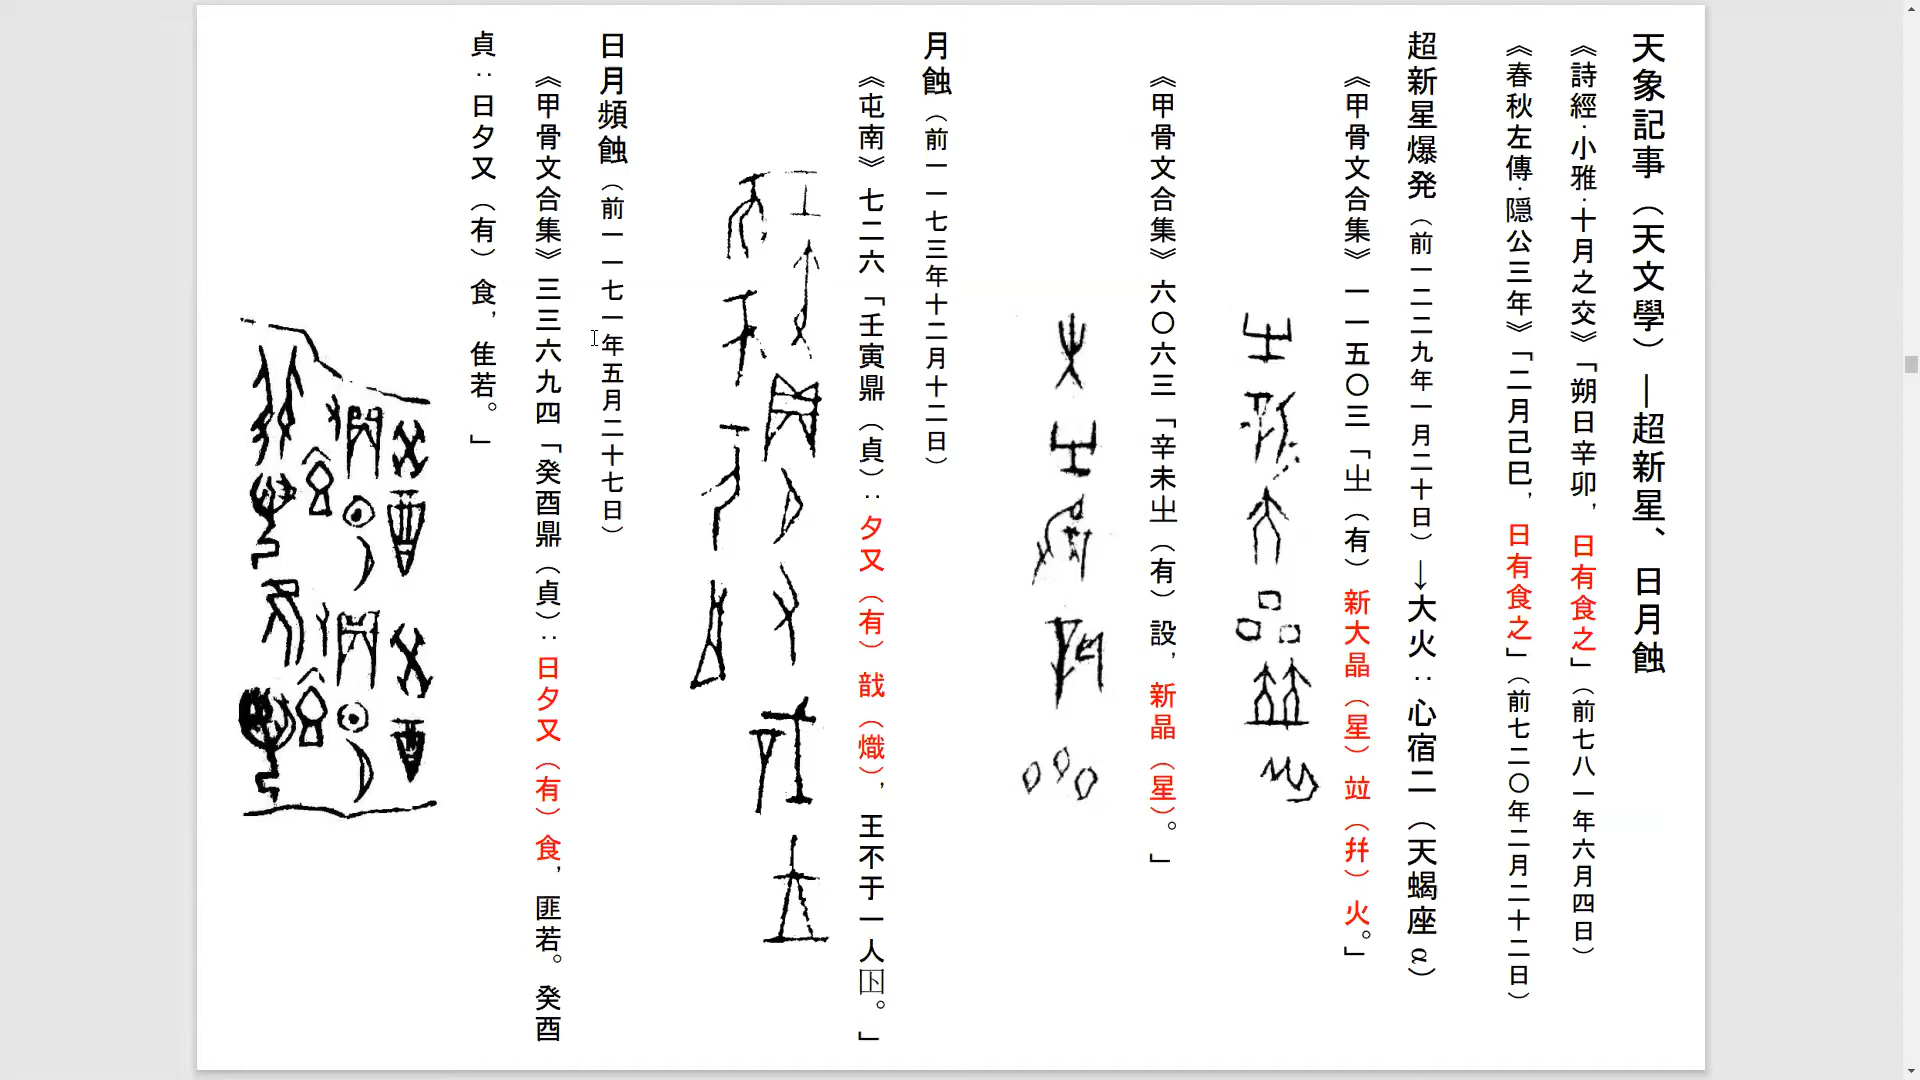 天象記事（天文學）—超新星、日月蝕
《詩經·小雅·十月之交》「朔日辛卯，日有食之」（前七八一年六月四日）
《春秋左傳·隠公三年》「二月己巳，日有食之」（前七二〇年二月二十二日）
超新星爆発（前一二二九年一月二十日）→大火：心宿二（天蝎座α）
《甲骨文合集》一一五〇三「㞢（有）新大晶（星）竝（幷）火。」
《甲骨文合集》六〇六三「辛未㞢（有）設，新晶（星）。」
月蝕（前一一七三年十二月十二日）
《屯南》七二六「壬寅鼎（貞）：夕又（有）戠（熾），王不于一人𡆥。」
日月頻蝕（前一一七一年五月二十七日）
《甲骨文合集》三三六九四「癸酉鼎（貞）：日夕又（有）食，匪若。癸酉
貞：日夕又（有）食，隹若。」